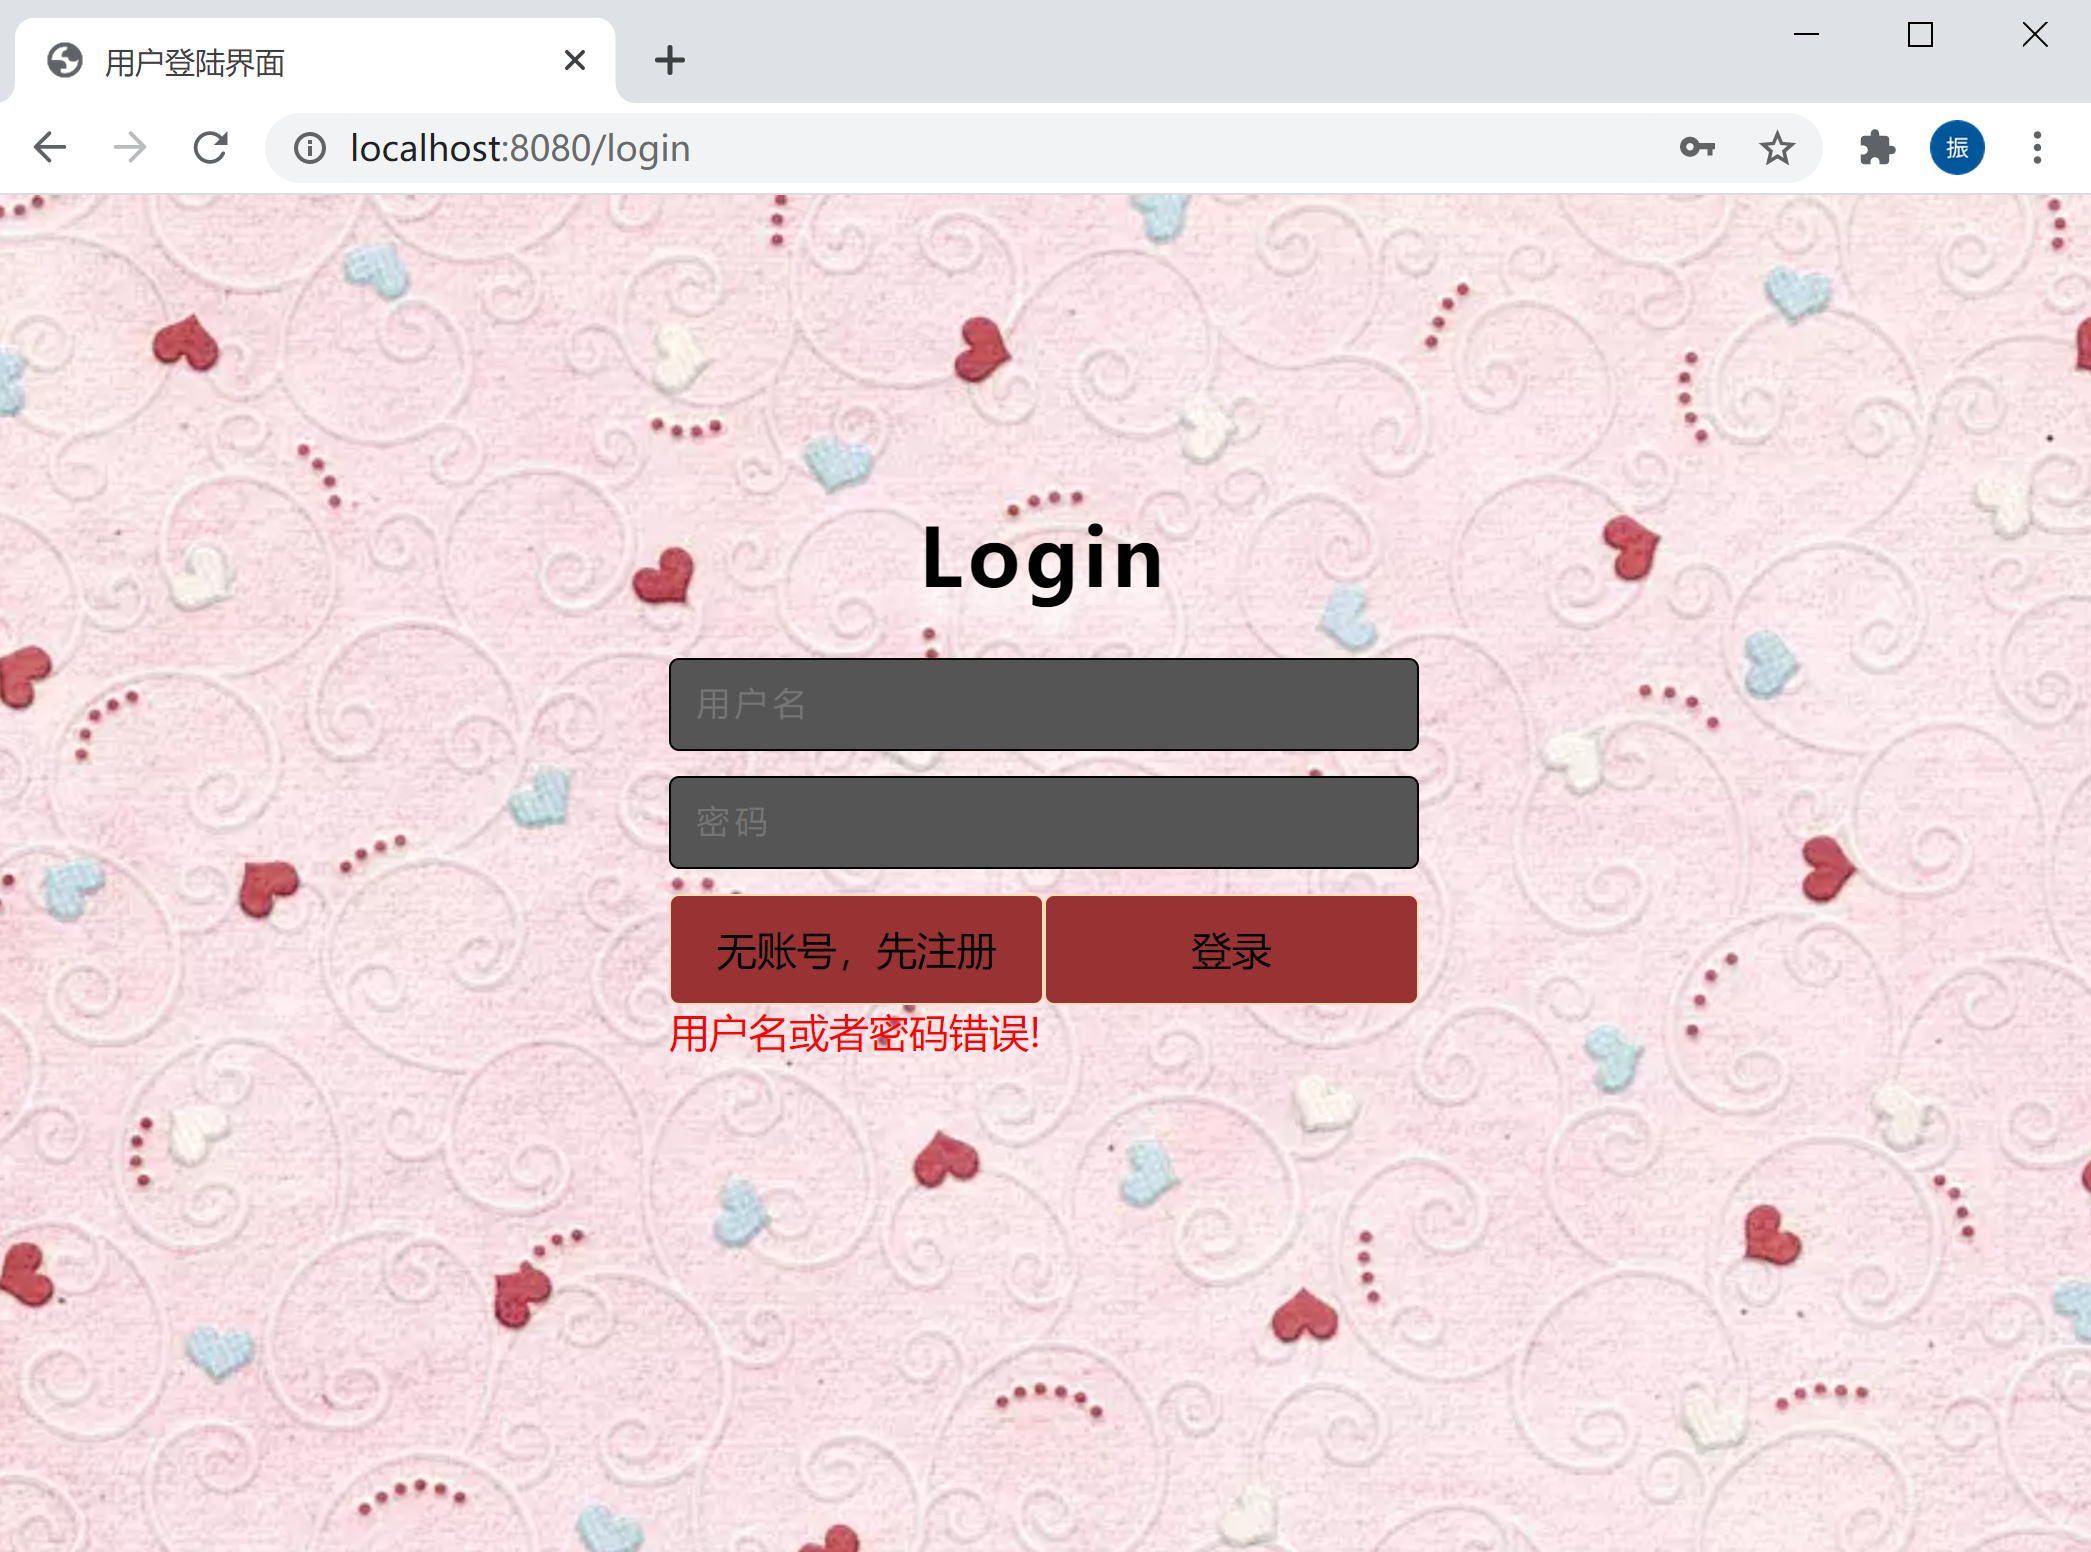 用户登陆界面
localhost:8080/login
振
Login
用户名
密码
无账号，先注册
登录
用户名或者密码错误!